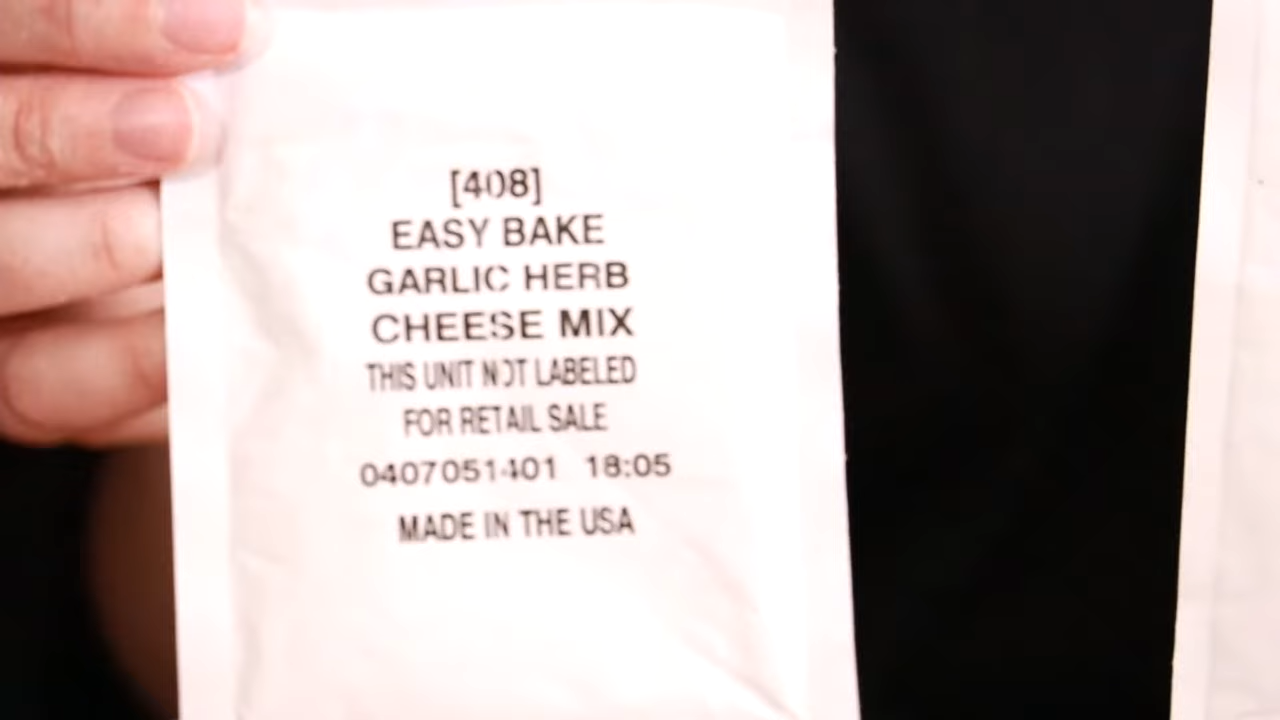 [408]
EASY BAKE
GARLIC HERB
CHEESE MIX
THIS UNIT NOT LABELED
FOR RETAIL SALE
0407051401 18:05
MADE IN THE USA